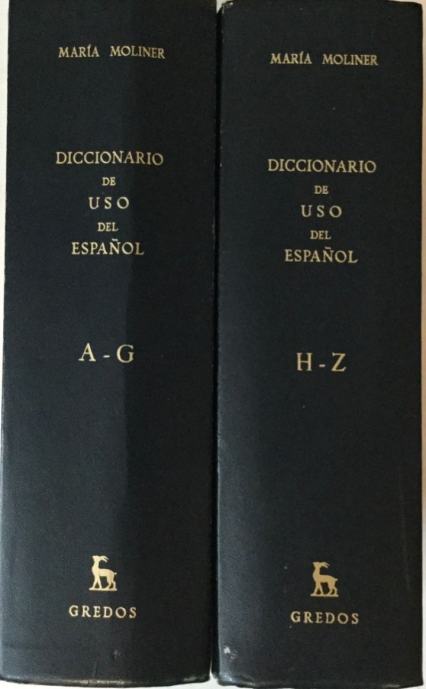 MARÍA MOLINER
DICCIONARIO
DE
USO
DEL
ESPAÑOL
A-G
GREDOS
MARÍA MOLINER
DICCIONARIO
DE
USO
DEL
ESPAÑOL
H-Z
GREDOS